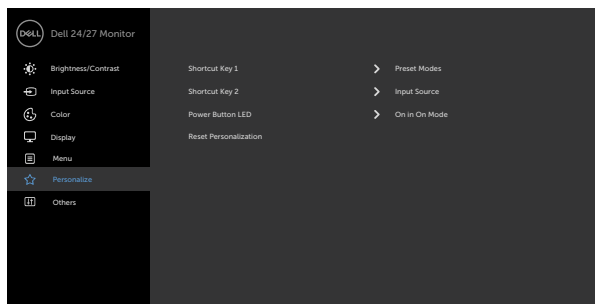 DELL Dell 24/27 Monitor
Brightness/Contrast Shortcut Key 1 Preset Modes
Input Source Shortcut Key 2 Input Source
Color Power Button LED On in On Mode
Display Reset Personalization
Menu
Personalize
Others